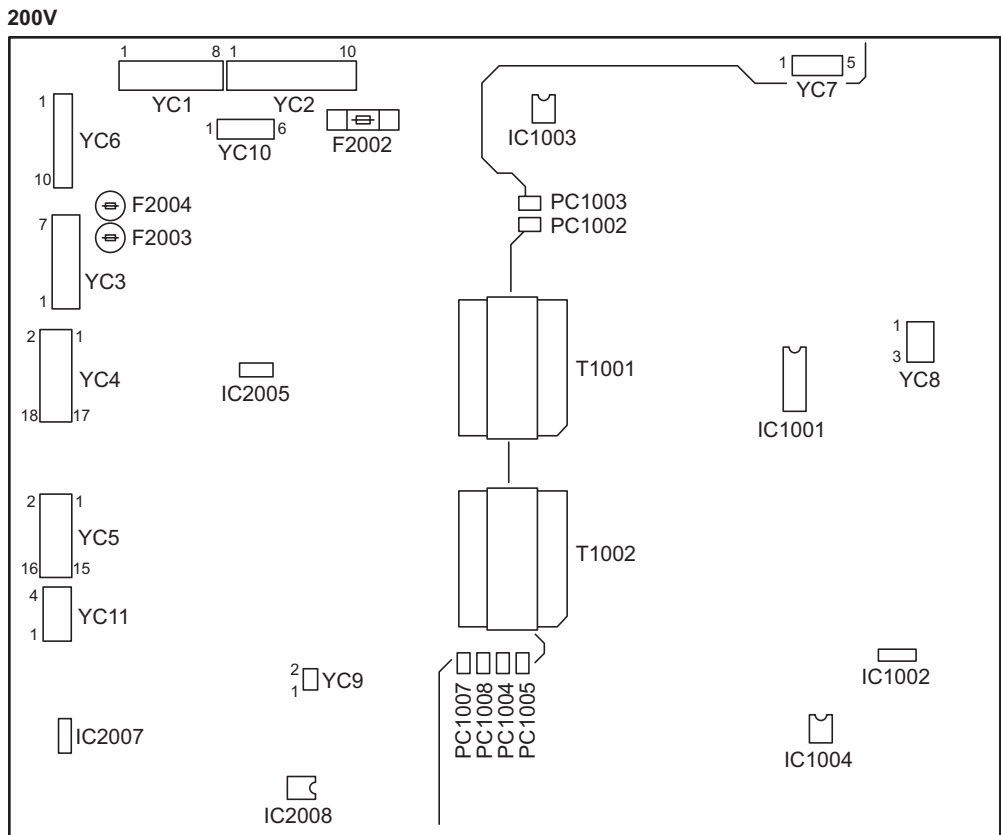 200V
1 8 1 10
YC1 YC2
1 5
YC7
1
YC6
10
1 6
YC10
F2002
IC1003
F2004
F2003
PC1003
PC1002
7
YC3
1
2 1
YC4
18 17
IC2005
T1001
IC1001
1
3
YC8
2 1
YC5
16 15
T1002
4
YC11
1
2
1
YC9
PC1007
PC1008
PC1004
PC1005
IC1002
IC2007
IC1004
IC2008